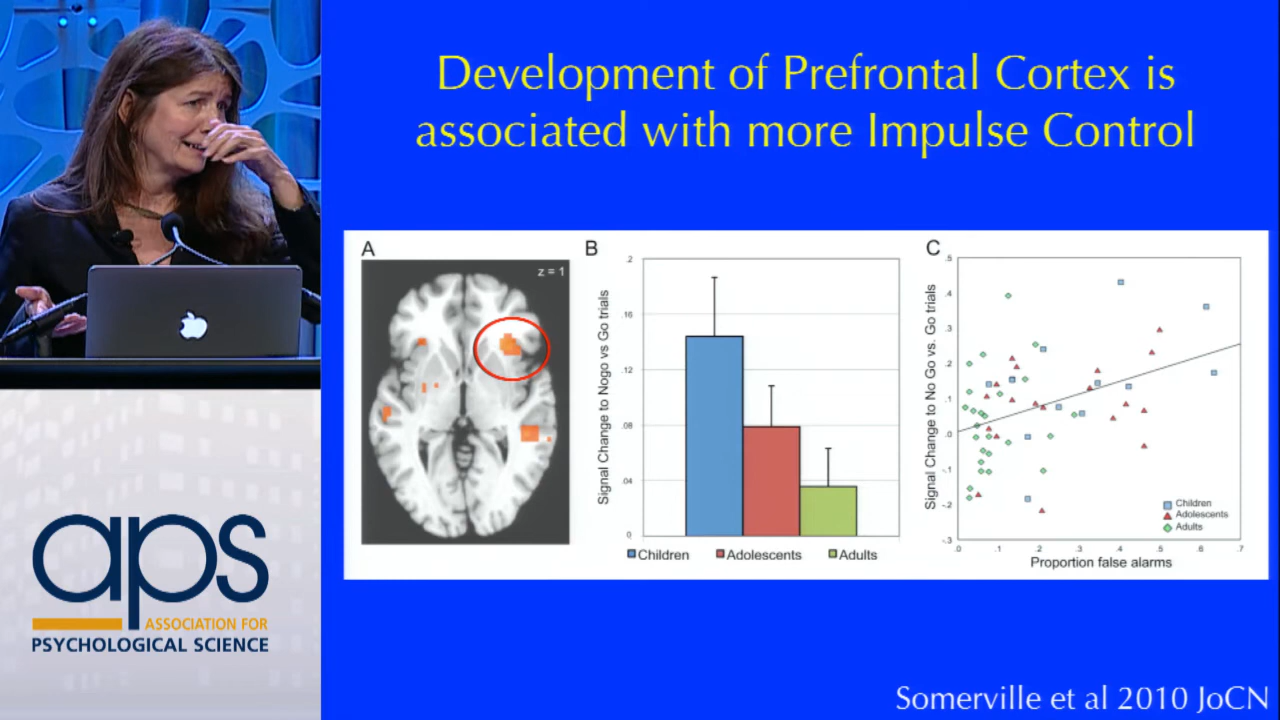 Development of Prefrontal Cortex is
associated with more Impulse Control
A
z = 1
B
Signal Change to Nogo vs Go trials
.2
.16
.12
.08
.04
0
Children
Adolescents
Adults
C
Signal Change to No Go vs. Go trials
.5
.4
.3
.2
.1
.0
-.1
-.2
-.3
.0
.1
.2
.3
.4
.5
.6
.7
Children
Adolescents
Adults
Proportion false alarms
aps
ASSOCIATION FOR
PSYCHOLOGICAL SCIENCE
Somerville et al 2010 JoCN